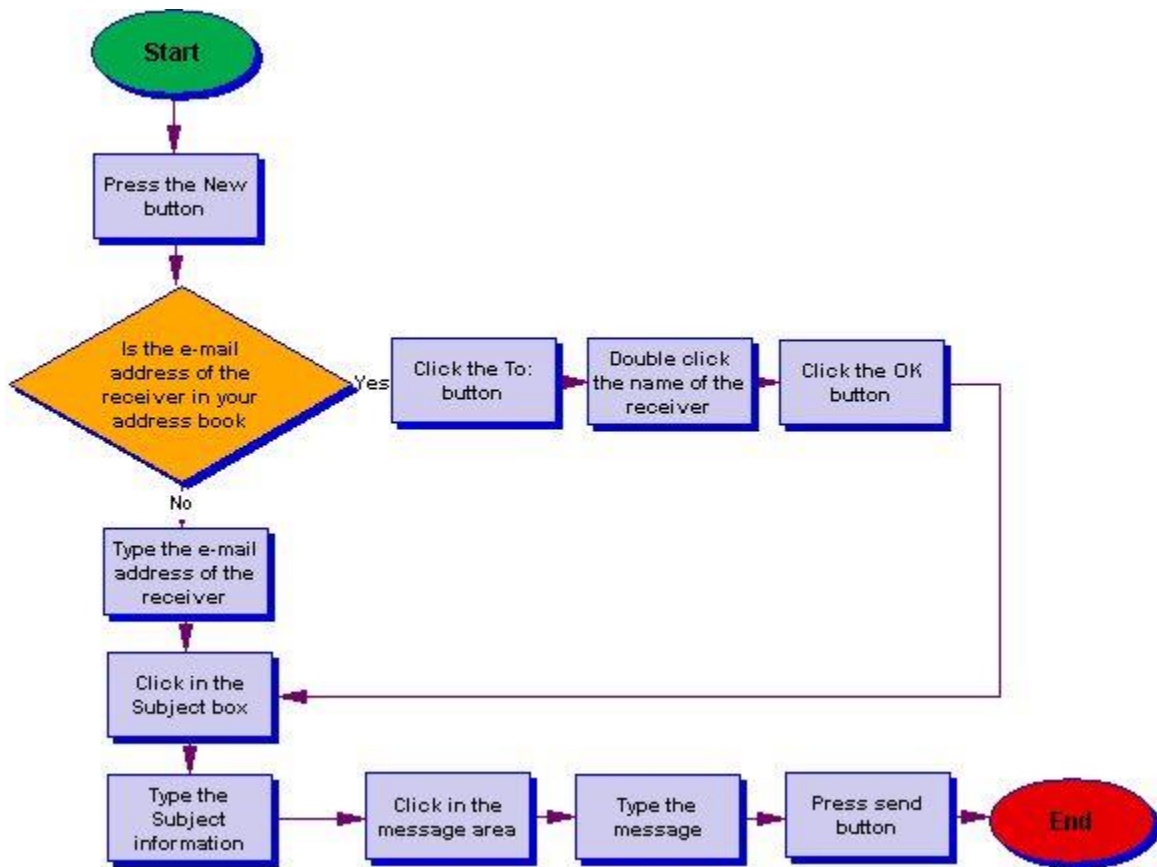 Start
Press the New
button
Is the e-mail
address of the
receiver in your
address book
Yes
Click the To:
button
Double click
the name of the
receiver
Click the OK
button
No
Type the e-mail
address of the
receiver
Click in the
Subject box
Type the
Subject
information
Click in the
message area
Type the
message
Press send
button
End